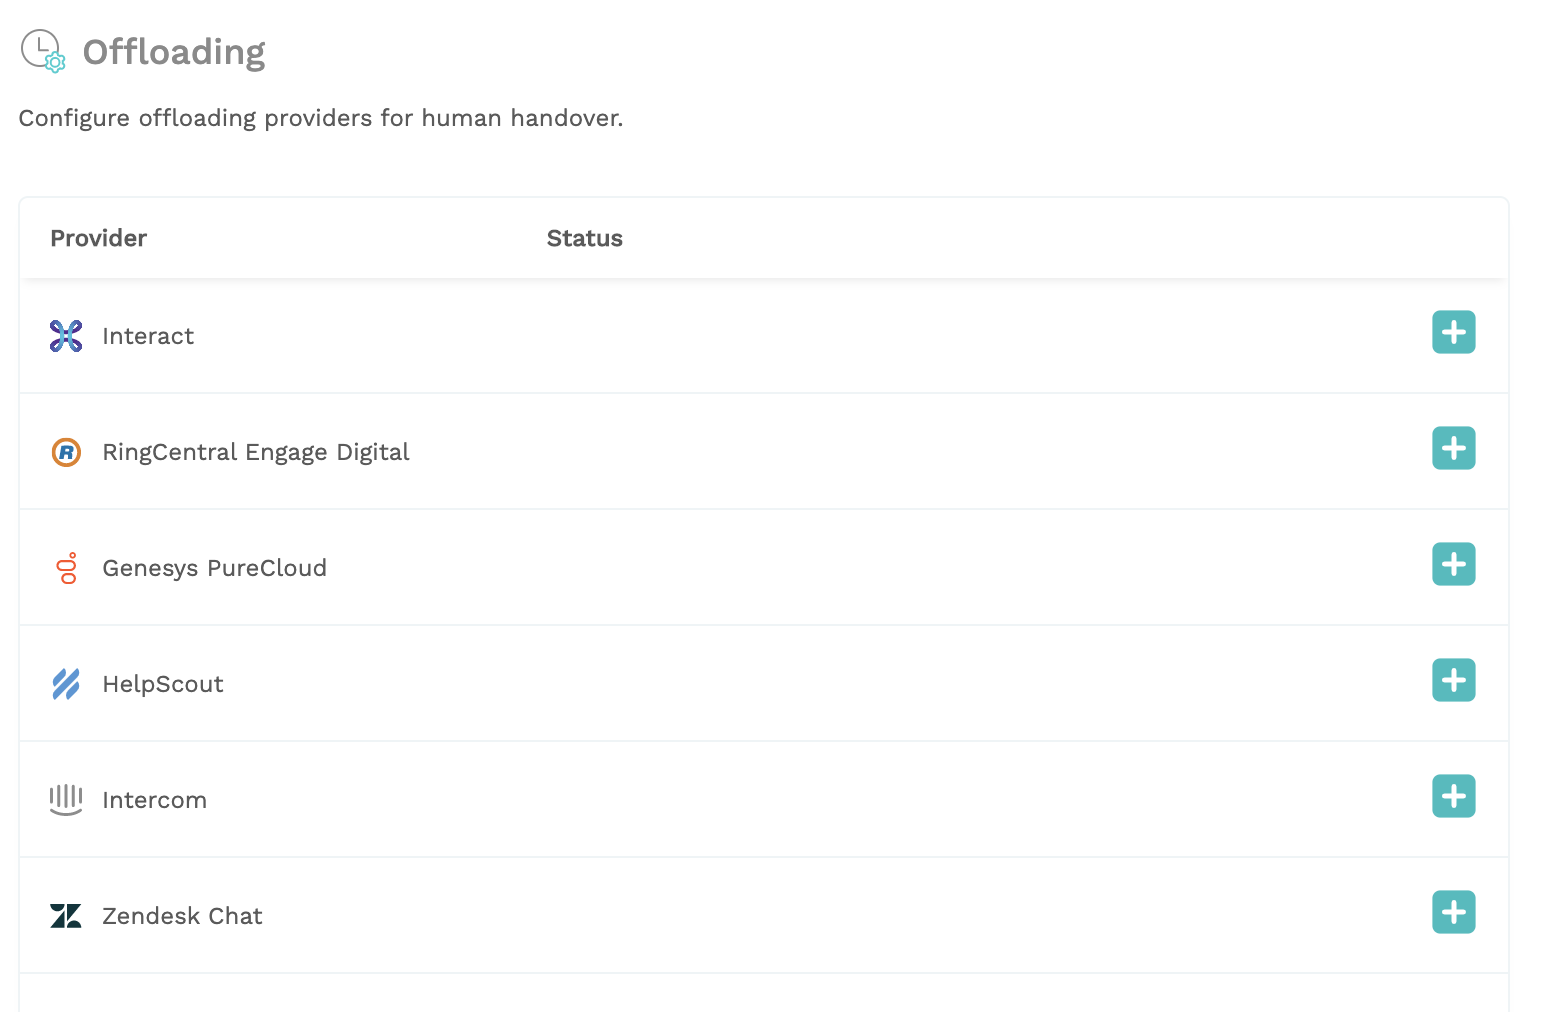 Offloading
Configure offloading providers for human handover.
Provider Status
Interact
RingCentral Engage Digital
Genesys PureCloud
HelpScout
Intercom
Zendesk Chat